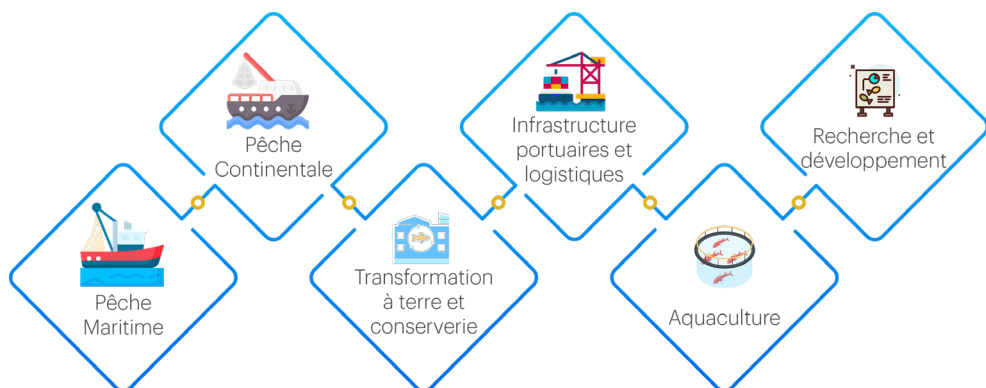 Pêche
Maritime
Pêche
Continentale
Transformation
à terre et
conserverie
Infrastructure
portuaires et
logistiques
Aquaculture
Recherche et
développement